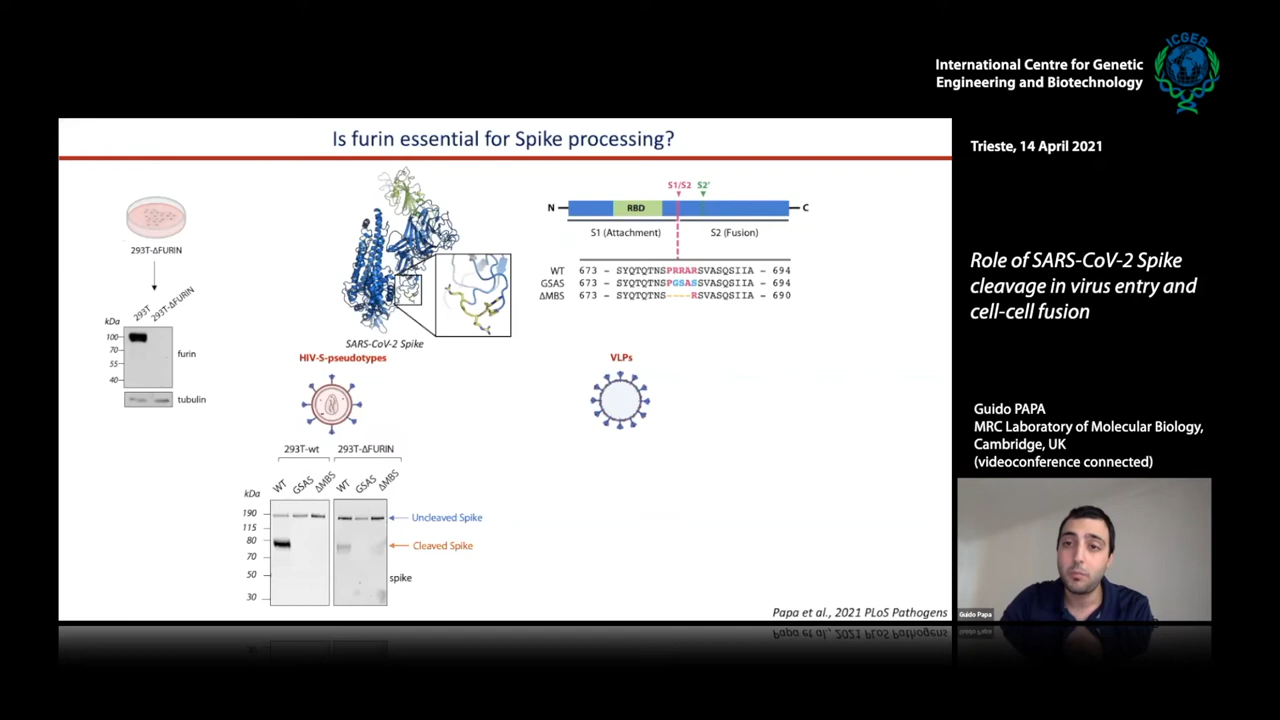 ICGEB
International Centre for Genetic
Engineering and Biotechnology
Trieste, 14 April 2021
Role of SARS-CoV-2 Spike
cleavage in virus entry and
cell-cell fusion
Guido PAPA
MRC Laboratory of Molecular Biology,
Cambridge, UK
(videoconference connected)
Guido Papa
Is furin essential for Spike processing?
293T-ΔFURIN
293T 293T-ΔFURIN
kDa
100
70
55
40
furin
tubulin
SARS-CoV-2 Spike
S1/S2 S2'
N RBD C
S1 (Attachment) S2 (Fusion)
WT 673 – SYQTQTNSPRRARSVASQSIIA – 694
GSAS 673 – SYQTQTNSPGSASSVASQSIIA – 694
ΔMBS 673 – SYQTQTNS----RSVASQSIIA – 690
HIV-S-pseudotypes
VLPs
293T-wt 293T-ΔFURIN
WT GSAS ΔMBS WT GSAS ΔMBS
kDa
190
115
80
70
50
30
Uncleaved Spike
Cleaved Spike
spike
Papa et al., 2021 PLoS Pathogens